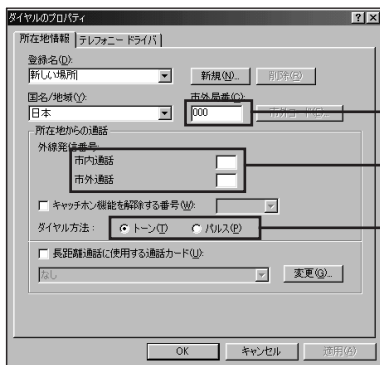 ダイヤルのプロパティ
所在地情報 テレフォニー ドライバ
登録名(D):
新しい場所 新規(N)... 削除(R)
国名/地域(Y): 市外局番(C):
日本 000
所在地からの通話
外線発信番号:
市内通話
市外通話
キャッチホン機能を解除する番号(W):
ダイヤル方法: トーン(T) パルス(P)
長距離通話に使用する通話カード(U):
なし 変更(G)...
OK キャンセル 適用(A)